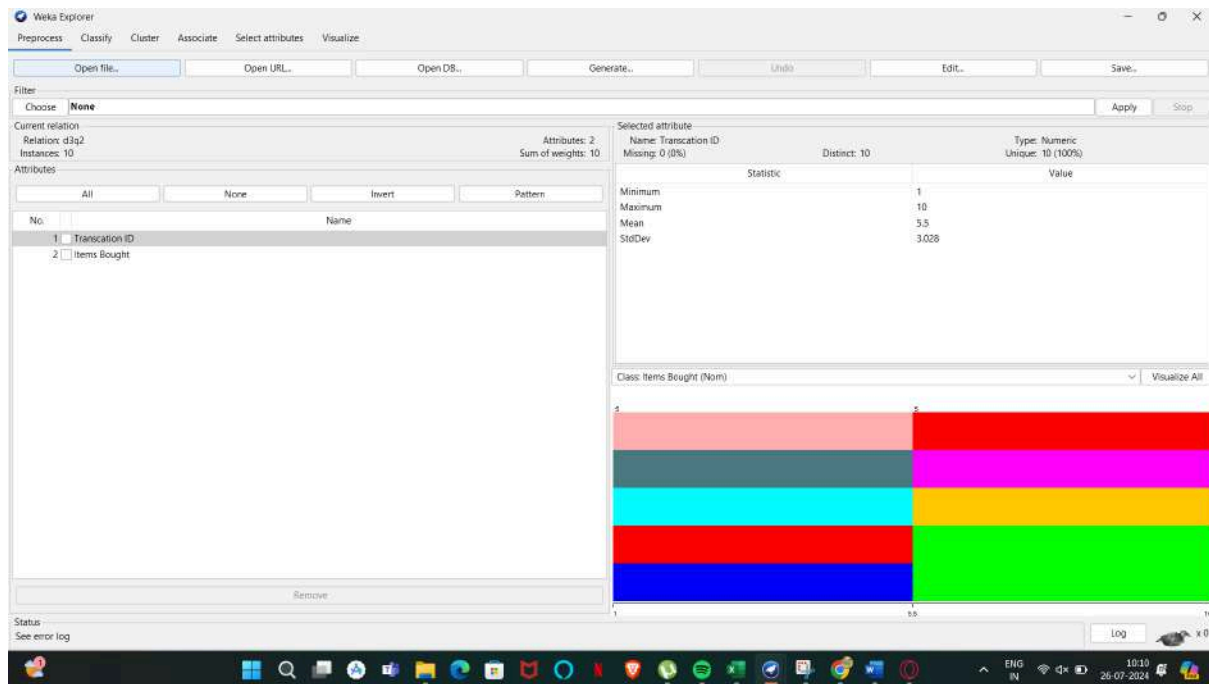 Weka Explorer
Preprocess Classify Cluster Associate Select attributes Visualize
Open file... Open URL... Open DB... Generate... Undo Edit... Save...
Filter
Choose None Apply Stop
Current relation
Relation: d3q2 Attributes: 2
Instances: 10 Sum of weights: 10
Attributes
All None Invert Pattern
No. Name
1 Transcation ID
2 Items Bought
Remove
Selected attribute
Name: Transcation ID Type: Numeric
Missing: 0 (0%) Distinct: 10 Unique: 10 (100%)
Statistic Value
Minimum 1
Maximum 10
Mean 5.5
StdDev 3.028
Class: Items Bought (Nom) Visualize All
5 5
1 5.5
Status
See error log
Log x 0
ENG 10:10
IN 26-07-2024